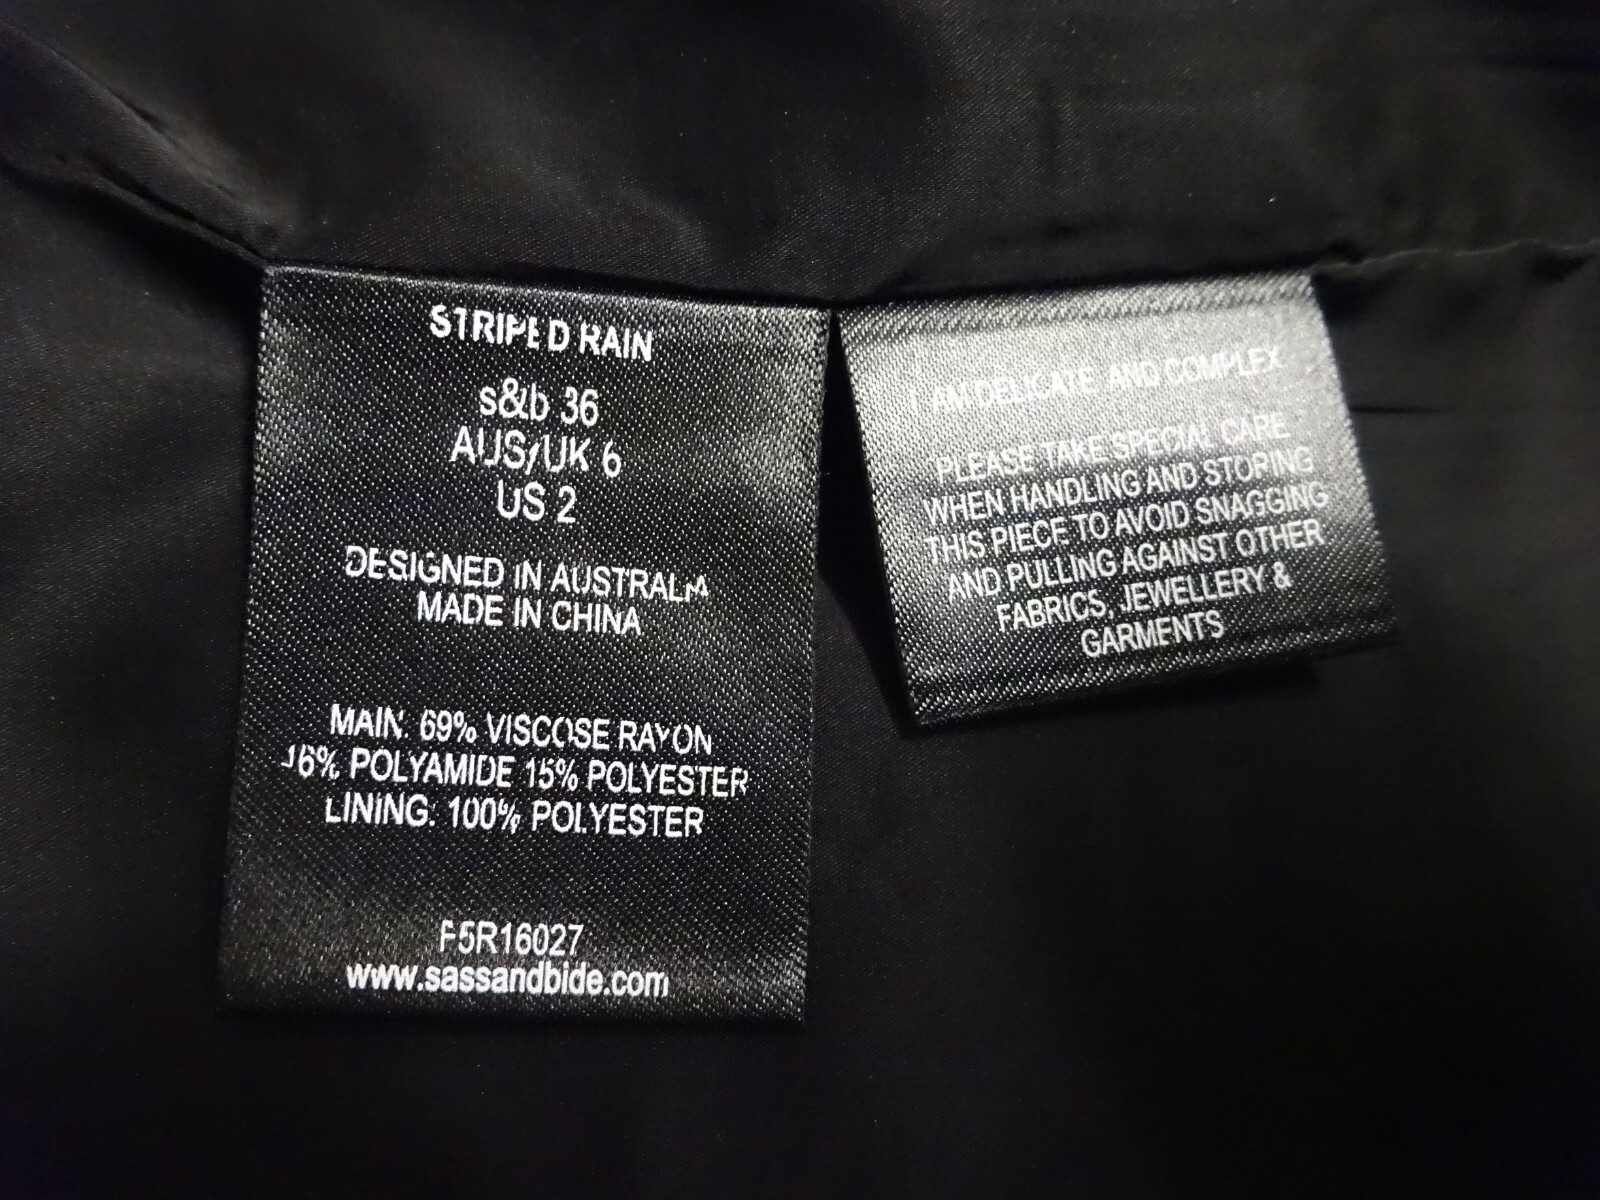 STRIPED RAIN
s&b 36
AUS/UK 6
US 2
DESIGNED IN AUSTRALIA
MADE IN CHINA
MAIN: 69% VISCOSE RAYON
16% POLYAMIDE 15% POLYESTER
LINING: 100% POLYESTER
F5R16027
www.sassandbide.com
I AM DELICATE AND COMPLEX
PLEASE TAKE SPECIAL CARE
WHEN HANDLING AND STORING
THIS PIECE TO AVOID SNAGGING
AND PULLING AGAINST OTHER
FABRICS, JEWELLERY &
GARMENTS